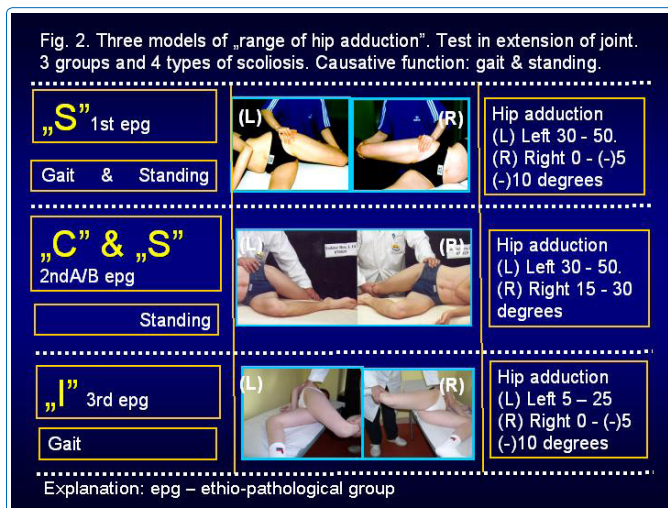 Fig. 2. Three models of „range of hip adduction”. Test in extension of joint.
3 groups and 4 types of scoliosis. Causative function: gait & standing.
„S” 1st epg
Gait & Standing
(L)
(R)
Hip adduction
(L) Left 30 - 50.
(R) Right 0 - (-)5
(-)10 degrees
„C” & „S”
2ndA/B epg
Standing
(L)
(R)
Hip adduction
(L) Left 30 - 50.
(R) Right 15 - 30
degrees
„I” 3rd epg
Gait
(L)
(R)
Hip adduction
(L) Left 5 – 25
(R) Right 0 - (-)5
(-)10 degrees
Explanation: epg – ethio-pathological group